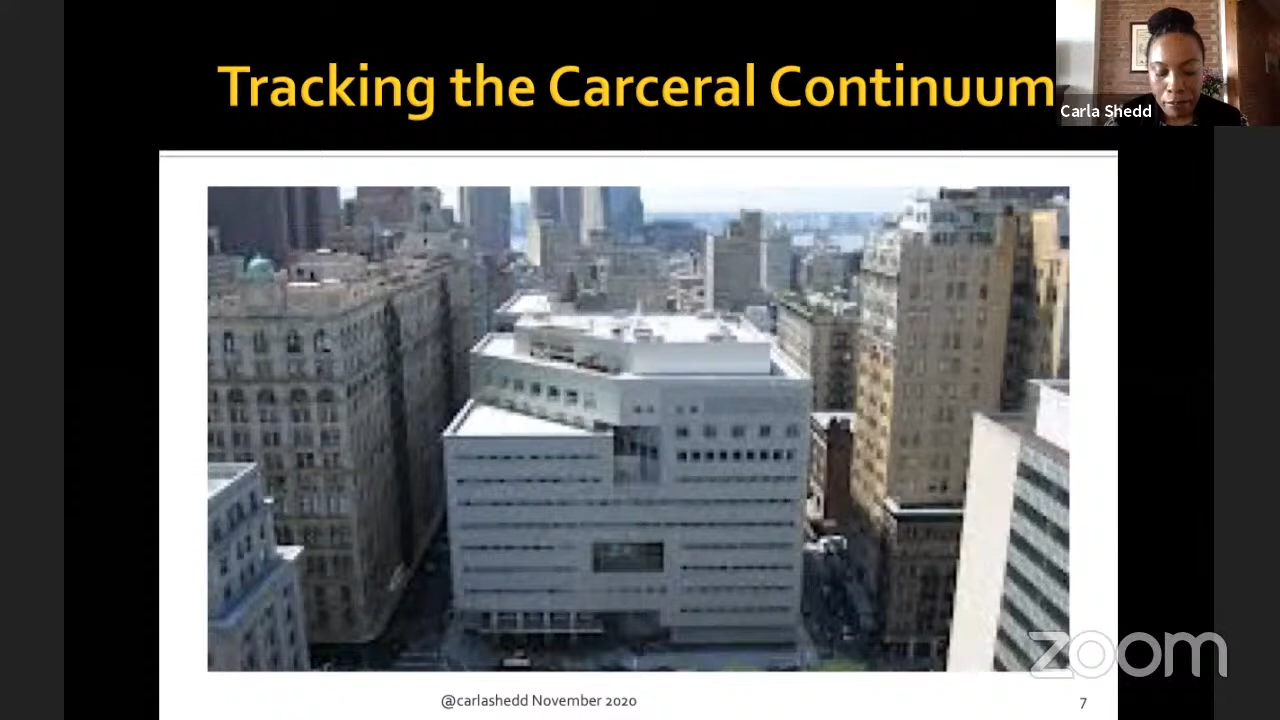 Tracking the Carceral Continuum
Carla Shedd
zoom
@carlashedd November 2020
7